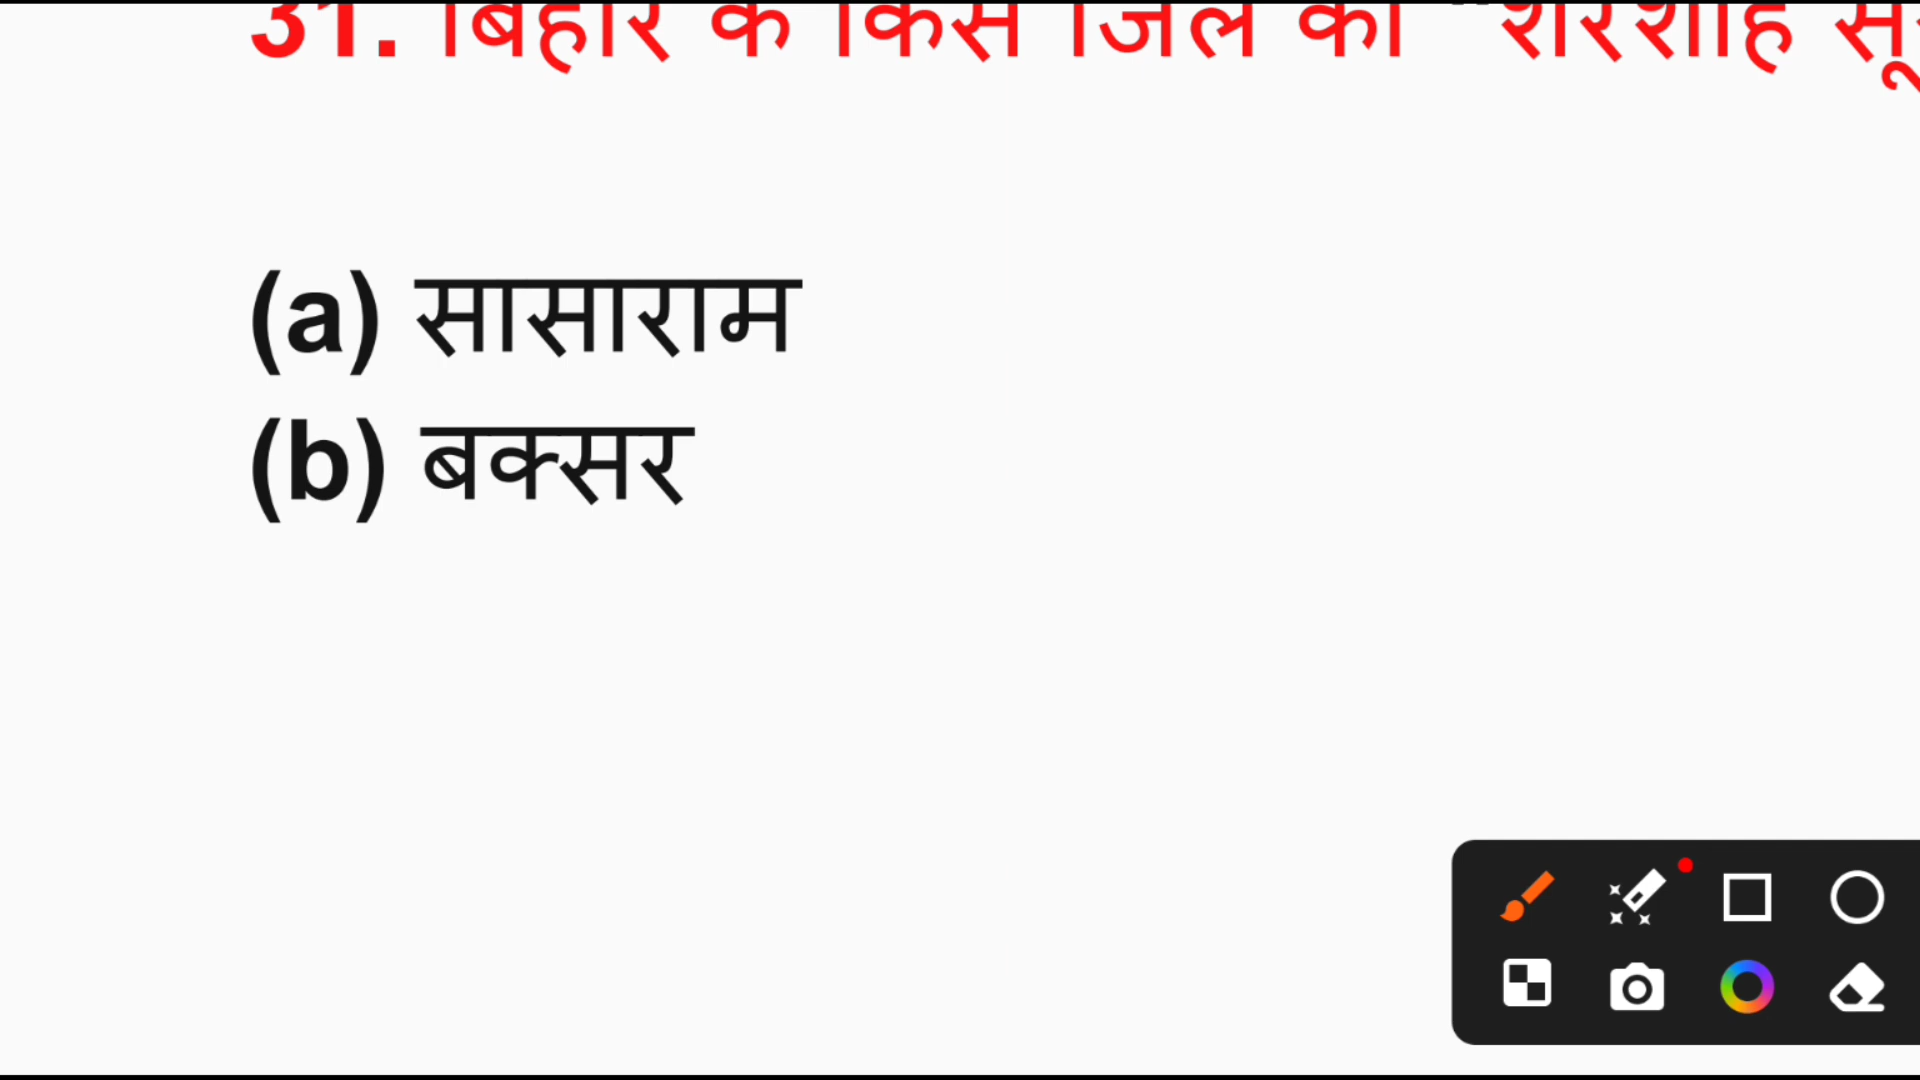 31. बिहार के किस जिले को "शेरशाह
(a) सासाराम
(b) बक्सर